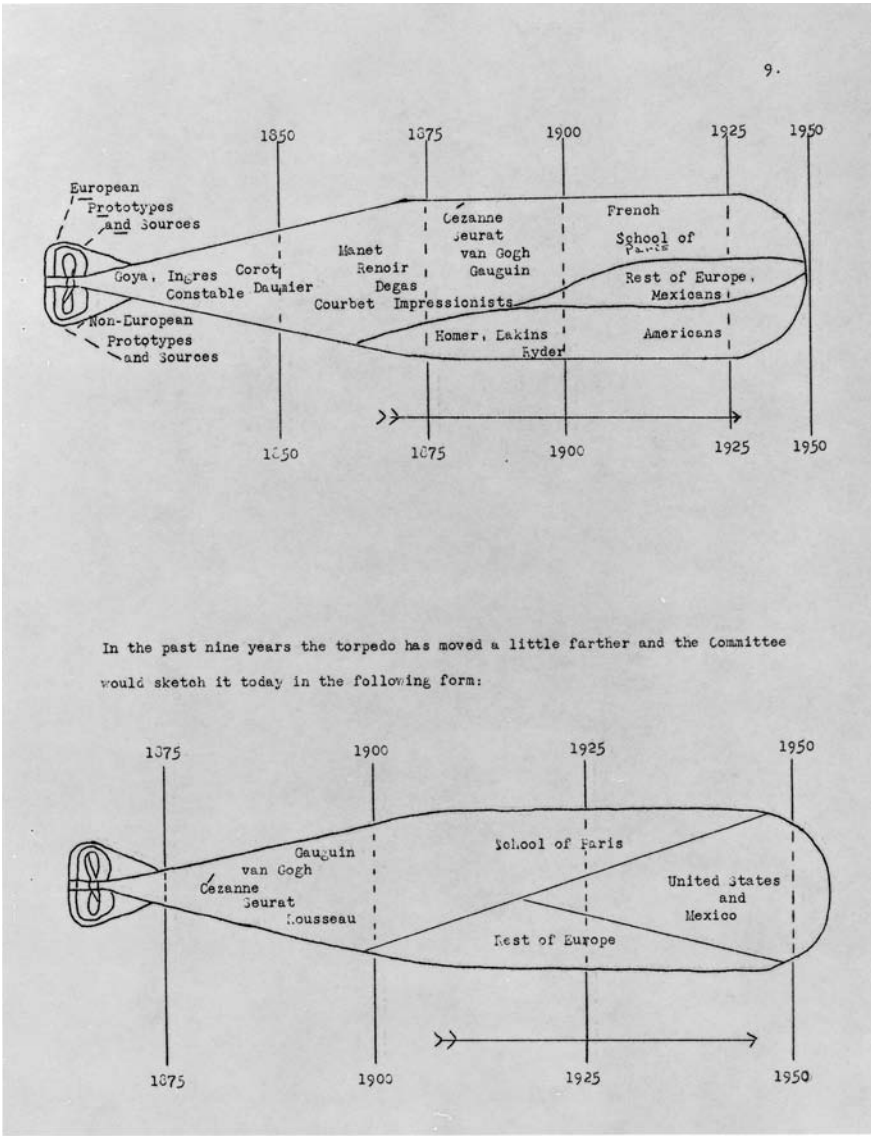 9.
1850 1875 1900 1925 1950
European
Prototypes
and Sources
Cézanne
Seurat
van Gogh
Gauguin
French
School of
Paris
Manet
Renoir
Degas
Courbet Impressionists
Corot
Daumier
Goya, Ingres
Constable
Rest of Europe,
Mexicans
Non-European
Prototypes
and Sources
Homer, Eakins
Ryder
Americans
1850 1875 1900 1925 1950
In the past nine years the torpedo has moved a little farther and the Committee
would sketch it today in the following form:
1875 1900 1925 1950
Gauguin
van Gogh
Cézanne
Seurat
Rousseau
School of Paris
United States
and
Mexico
Rest of Europe
1875 1900 1925 1950